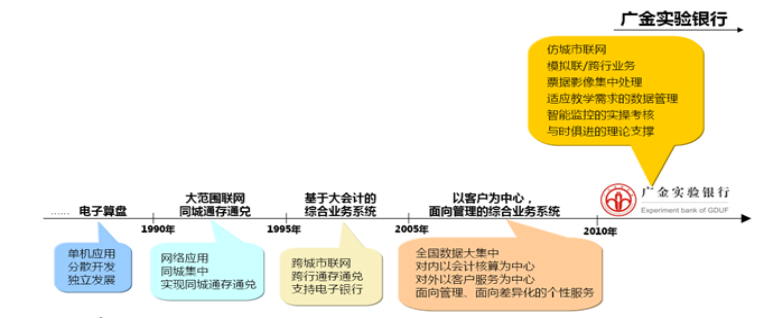 广金实验银行
仿城市联网
模拟联/跨行业务
票据影像集中处理
适应教学需求的数据管理
智能监控的实操考核
与时俱进的理论支撑
广金实验银行
Experiment bank of GDUF
...... 电子算盘
大范围联网
同城通存通兑
基于大会计的
综合业务系统
以客户为中心，
面向管理的综合业务系统
1990年
1995年
2005年
2010年
单机应用
分散开发
独立发展
网络应用
同城集中
实现同城通存通兑
跨城市联网
跨行通存通兑
支持电子银行
全国数据大集中
对内以会计核算为中心
对外以客户服务为中心
面向管理、面向差异化的个性服务